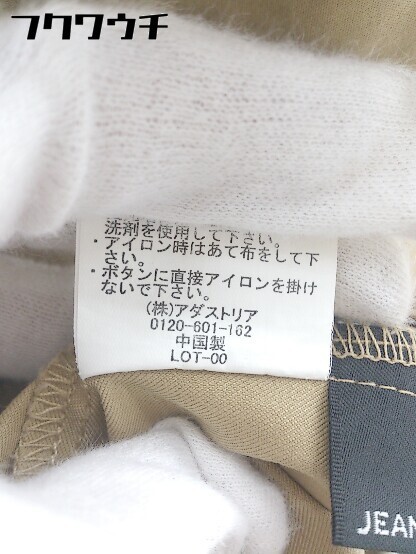 フクワウチ
洗剤を使用して下さい。
・アイロン時はあて布をして下
さい。
・ボタンに直接アイロンを掛け
ないで下さい。
(株)アダストリア
0120-601-162
中国製
LOT-00
JEAN